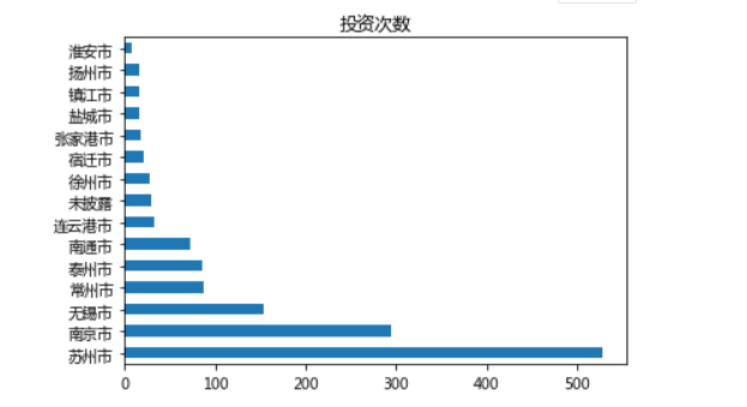 投资次数
淮安市
扬州市
镇江市
盐城市
张家港市
宿迁市
徐州市
未披露
连云港市
南通市
泰州市
常州市
无锡市
南京市
苏州市
0 100 200 300 400 500